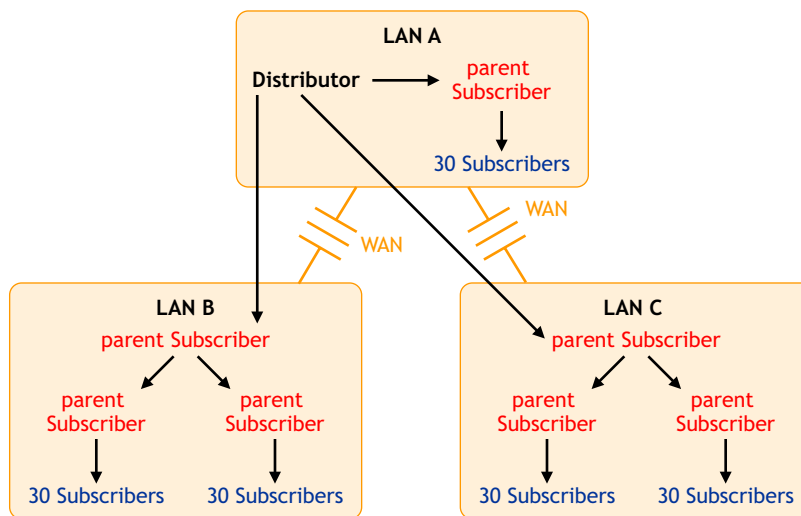 LAN A
Distributor
parent
Subscriber
30 Subscribers
WAN
WAN
LAN B
parent Subscriber
parent
Subscriber
parent
Subscriber
30 Subscribers
30 Subscribers
LAN C
parent Subscriber
parent
Subscriber
parent
Subscriber
30 Subscribers
30 Subscribers